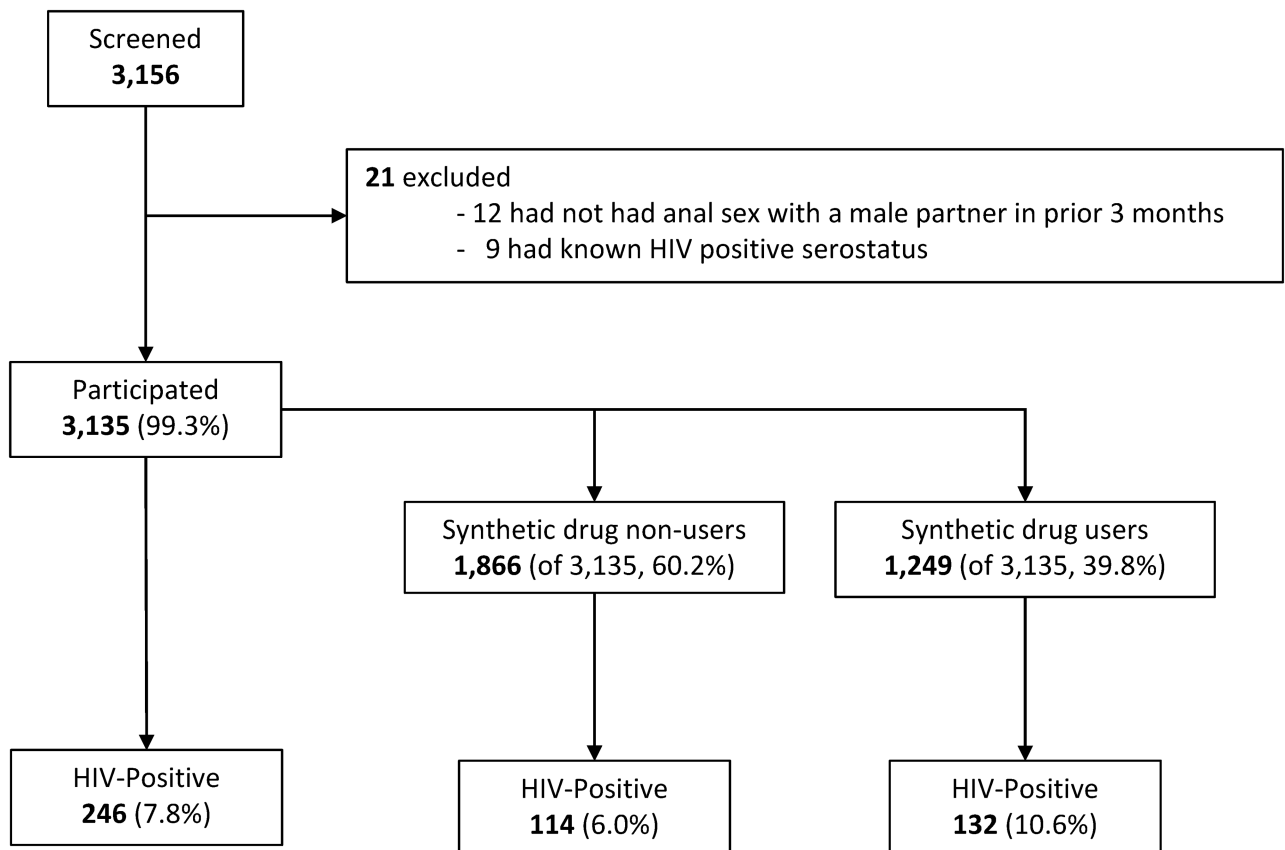 Screened
3,156
21 excluded
- 12 had not had anal sex with a male partner in prior 3 months
- 9 had known HIV positive serostatus
Participated
3,135 (99.3%)
Synthetic drug non-users
1,866 (of 3,135, 60.2%)
Synthetic drug users
1,249 (of 3,135, 39.8%)
HIV-Positive
246 (7.8%)
HIV-Positive
114 (6.0%)
HIV-Positive
132 (10.6%)